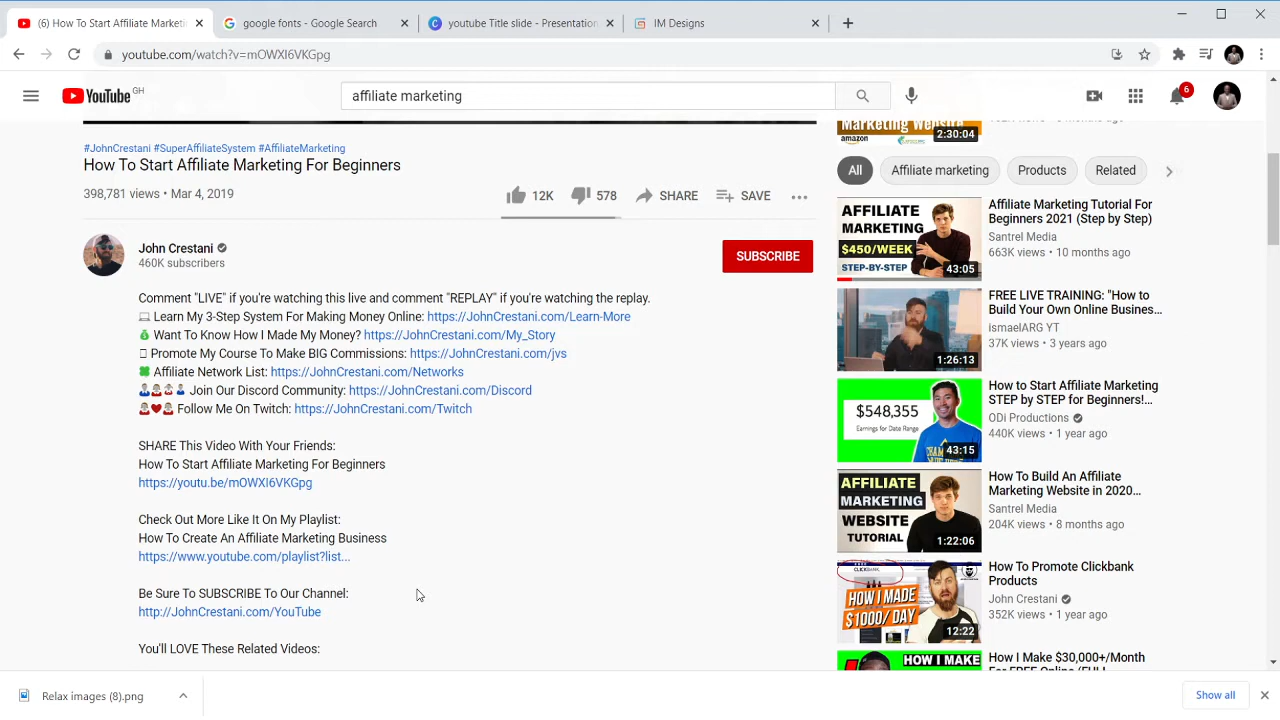 (6) How To Start Affiliate Marketi
google fonts - Google Search
youtube Title slide - Presentation
IM Designs
youtube.com/watch?v=mOWXI6VKGpg
YouTube GH
affiliate marketing
6
#JohnCrestani #SuperAffiliateSystem #AffiliateMarketing
How To Start Affiliate Marketing For Beginners
398,781 views • Mar 4, 2019
12K
578
SHARE
SAVE
John Crestani
460K subscribers
SUBSCRIBE
Comment "LIVE" if you're watching this live and comment "REPLAY" if you're watching the replay.
Learn My 3-Step System For Making Money Online: https://JohnCrestani.com/Learn-More
Want To Know How I Made My Money? https://JohnCrestani.com/My_Story
Promote My Course To Make BIG Commissions: https://JohnCrestani.com/jvs
Affiliate Network List: https://JohnCrestani.com/Networks
Join Our Discord Community: https://JohnCrestani.com/Discord
Follow Me On Twitch: https://JohnCrestani.com/Twitch
SHARE This Video With Your Friends:
How To Start Affiliate Marketing For Beginners
https://youtu.be/mOWXI6VKGpg
Check Out More Like It On My Playlist:
How To Create An Affiliate Marketing Business
https://www.youtube.com/playlist?list...
Be Sure To SUBSCRIBE To Our Channel:
http://JohnCrestani.com/YouTube
You'll LOVE These Related Videos:
Marketing Website
amazon
2:30:04
All
Affiliate marketing
Products
Related
AFFILIATE
MARKETING
$450/WEEK
STEP-BY-STEP
43:05
Affiliate Marketing Tutorial For
Beginners 2021 (Step by Step)
Santrel Media
663K views • 10 months ago
1:26:13
FREE LIVE TRAINING: "How to
Build Your Own Online Busines...
ismaelARG YT
37K views • 3 years ago
$548,355
Earnings for Date Range
43:15
How to Start Affiliate Marketing
STEP by STEP for Beginners!...
ODi Productions
440K views • 1 year ago
AFFILIATE
MARKETING
WEBSITE
TUTORIAL
1:22:06
How To Build An Affiliate
Marketing Website in 2020...
Santrel Media
204K views • 8 months ago
CLICKBANK
HOW I MADE
$1000/ DAY
12:22
How To Promote Clickbank
Products
John Crestani
352K views • 1 year ago
HOW I MAKE
How I Make $30,000+/Month
Relax images (8).png
Show all